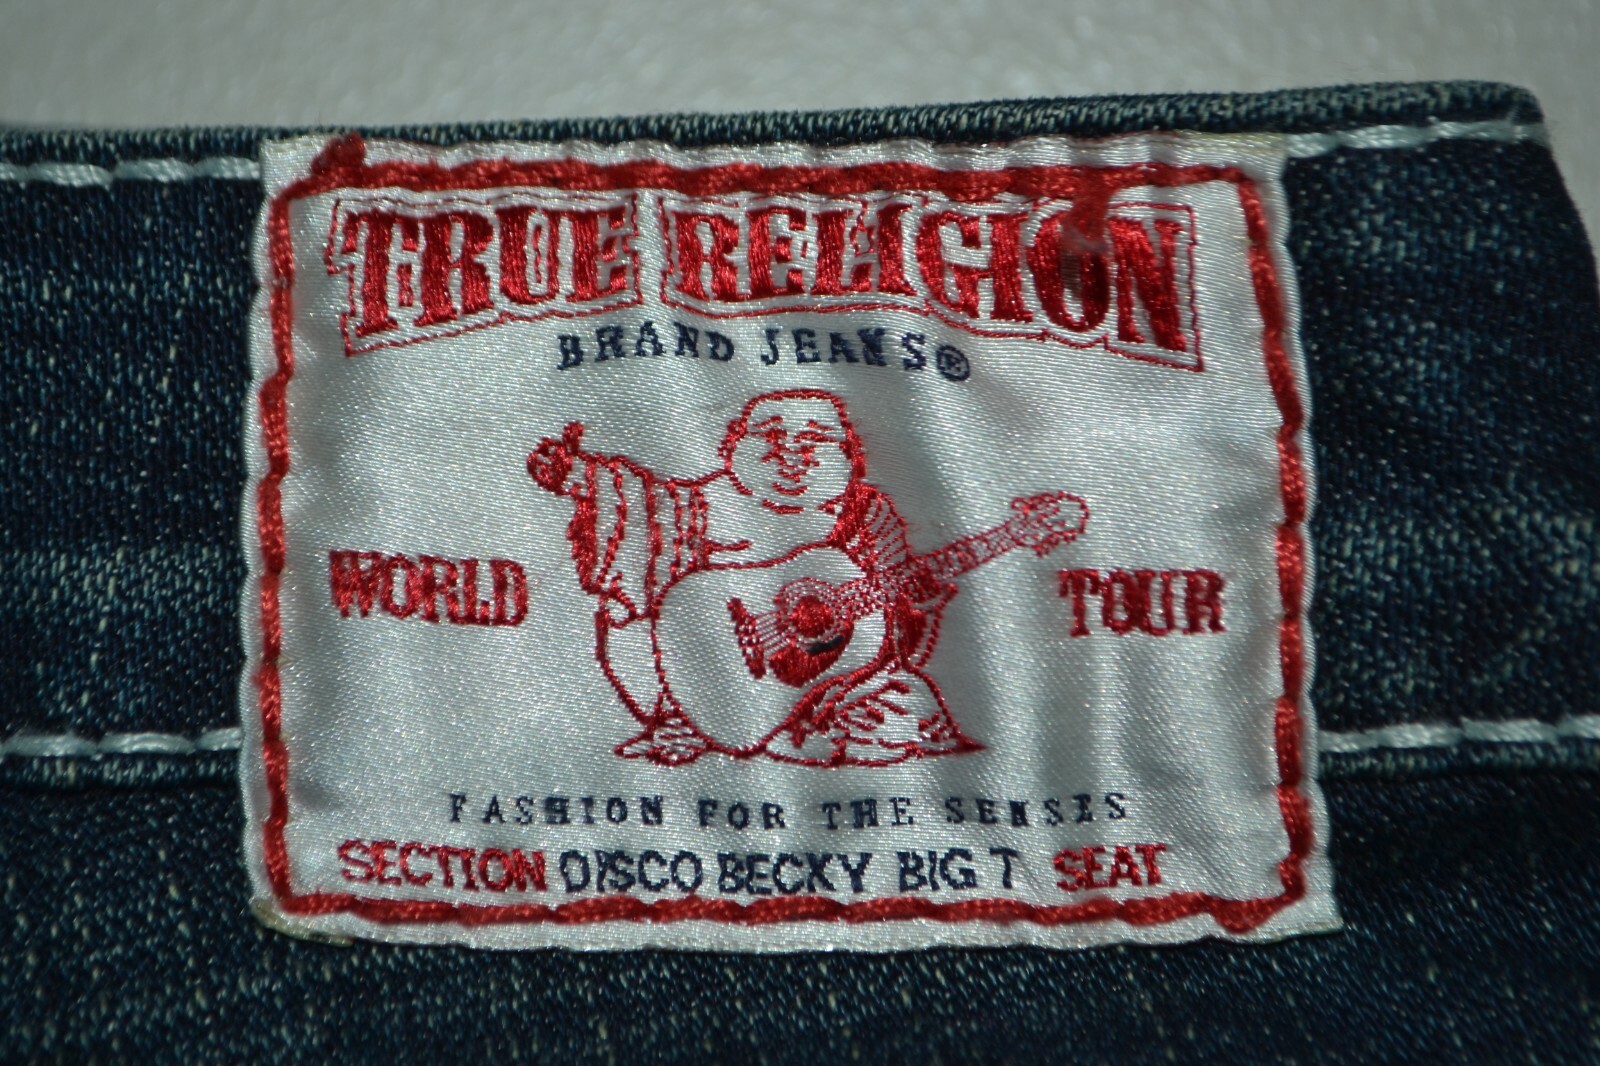 TRUE RELIGION
BRAND JEANS®
WORLD TOUR
FASHION FOR THE SENSES
SECTION DISCO BECKY BIG T SEAT